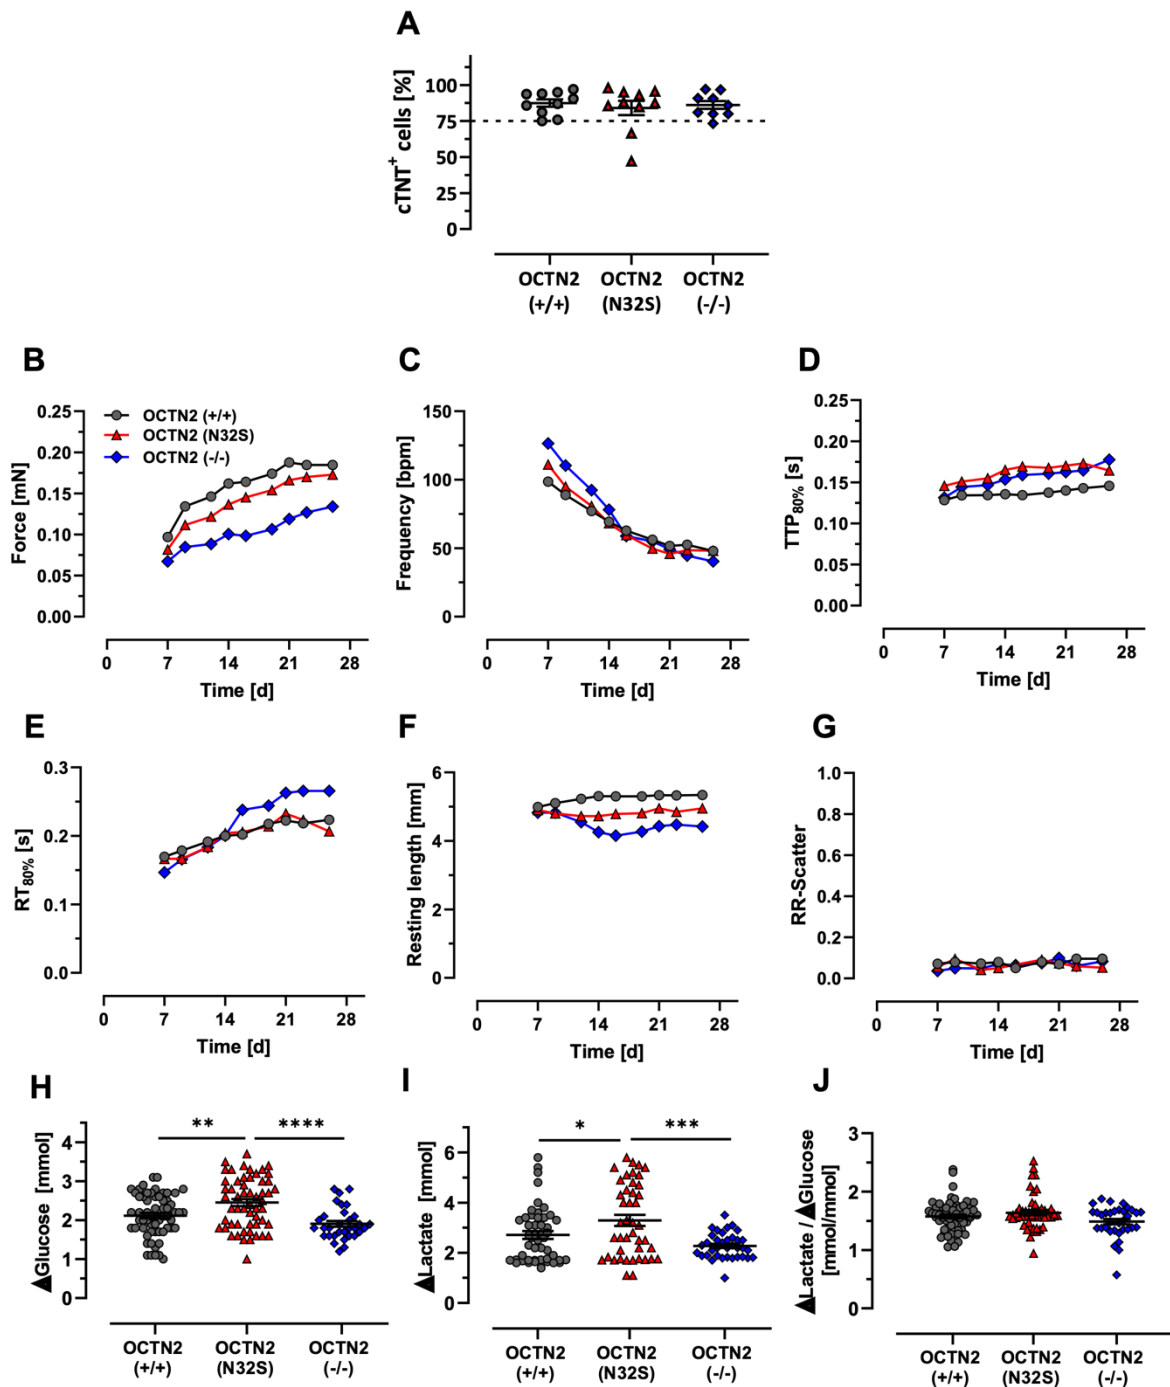 A
cTNT⁺ cells [%]
100
75
50
25
0
OCTN2 OCTN2 OCTN2
(+/+) (N32S) (-/-)
B
Force [mN]
0.25
0.20
0.15
0.10
0.05
0.00
OCTN2 (+/+)
OCTN2 (N32S)
OCTN2 (-/-)
0 7 14 21 28
Time [d]
C
Frequency [bpm]
150
100
50
0
0 7 14 21 28
Time [d]
D
TTP80% [s]
0.25
0.20
0.15
0.10
0.05
0.00
0 7 14 21 28
Time [d]
E
RT80% [s]
0.3
0.2
0.1
0.0
0 7 14 21 28
Time [d]
F
Resting length [mm]
6
4
2
0
0 7 14 21 28
Time [d]
G
RR-Scatter
1.0
0.8
0.6
0.4
0.2
0.0
0 7 14 21 28
Time [d]
H
▲Glucose [mmol]
4
3
2
1
0
** ****
OCTN2 OCTN2 OCTN2
(+/+) (N32S) (-/-)
I
▲Lactate [mmol]
6
4
2
0
* ***
OCTN2 OCTN2 OCTN2
(+/+) (N32S) (-/-)
J
▲Lactate / ▲Glucose
[mmol/mmol]
3
2
1
0
OCTN2 OCTN2 OCTN2
(+/+) (N32S) (-/-)